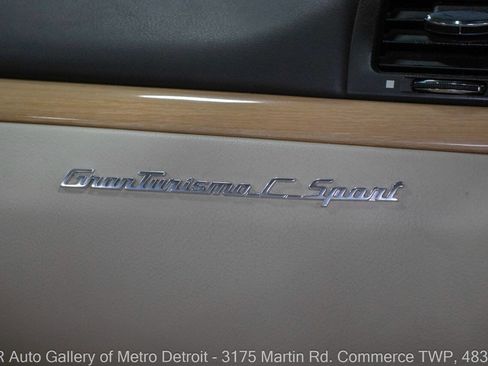 GranTurismo C Sport
R Auto Gallery of Metro Detroit - 3175 Martin Rd. Commerce TWP, 483